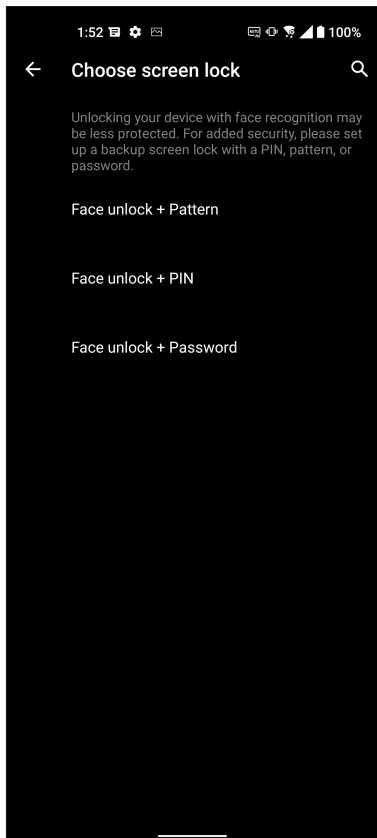 1:52 100%
Choose screen lock
Unlocking your device with face recognition may
be less protected. For added security, please set
up a backup screen lock with a PIN, pattern, or
password.
Face unlock + Pattern
Face unlock + PIN
Face unlock + Password